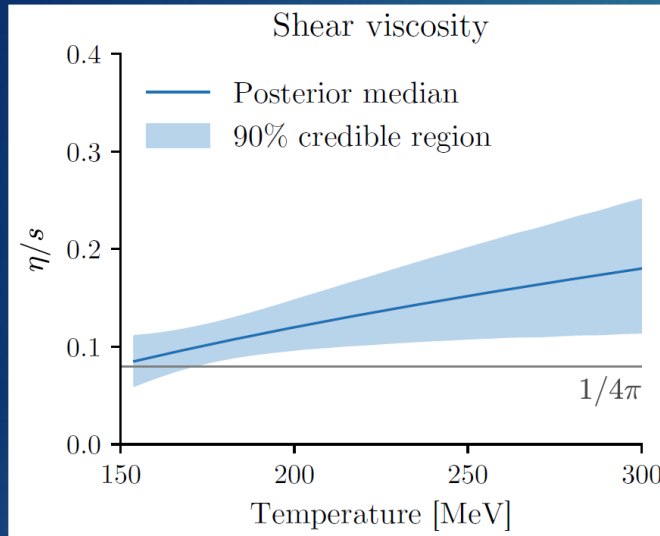 Shear viscosity
0.4
Posterior median
90% credible region
0.3
0.2
η/s
0.1
1/4π
0.0
150
200
250
300
Temperature [MeV]